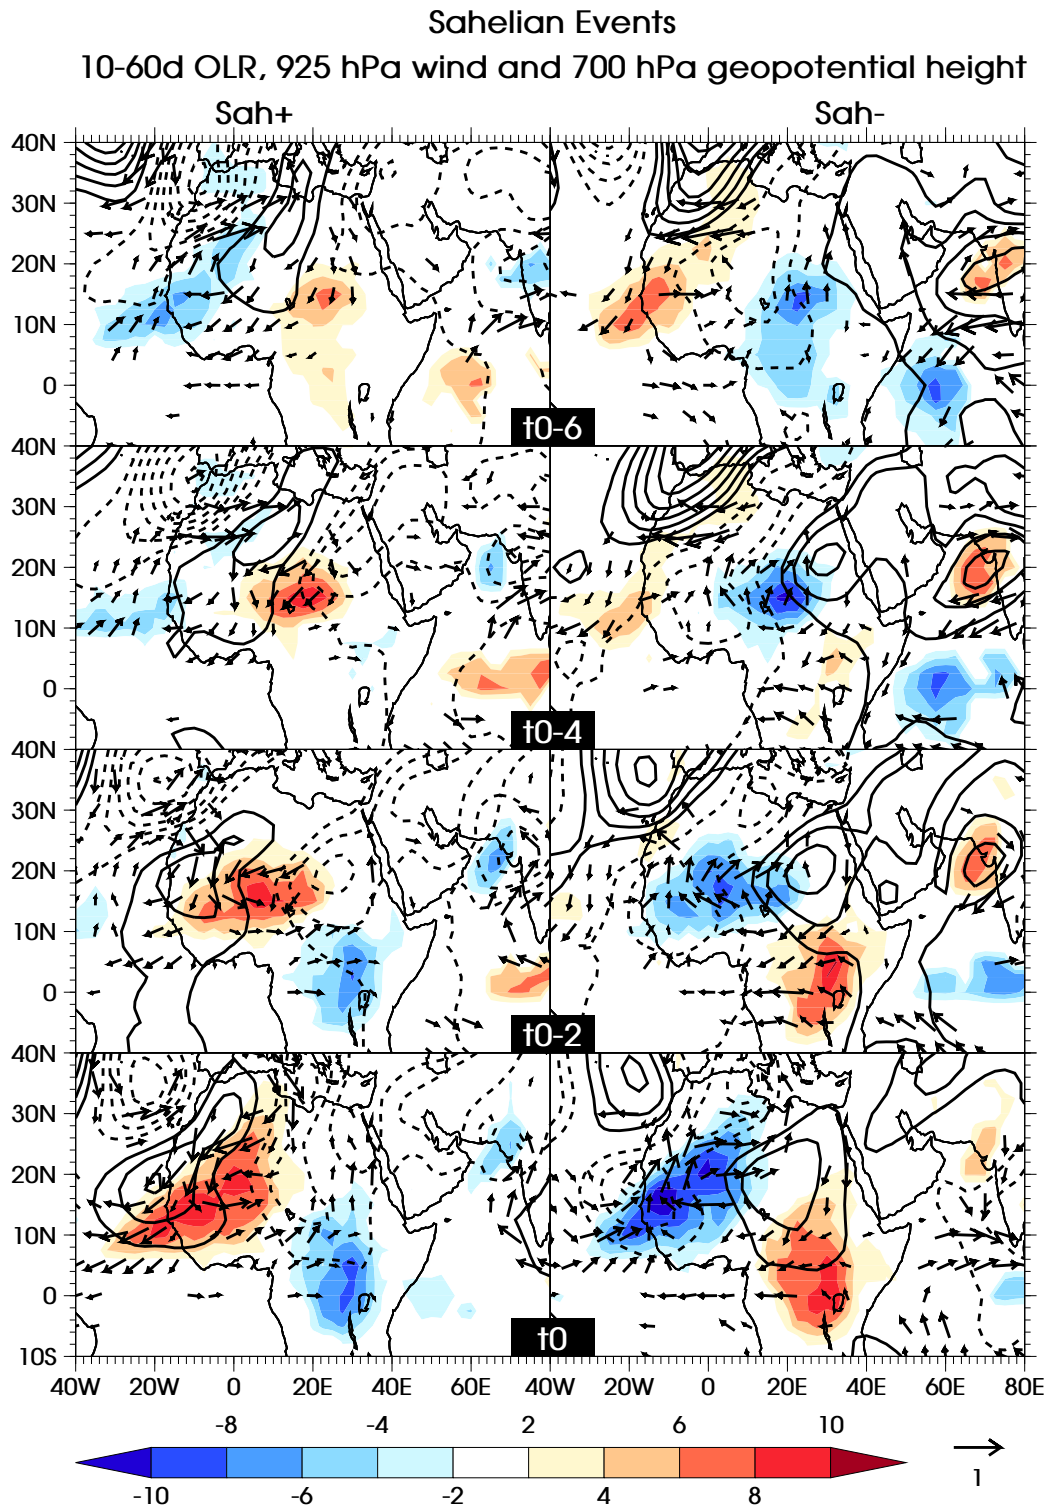 Sahelian Events
10-60d OLR, 925 hPa wind and 700 hPa geopotential height
Sah+ Sah-
40N
30N
20N
10N
0
t0-6
40N
30N
20N
10N
0
t0-4
40N
30N
20N
10N
0
t0-2
40N
30N
20N
10N
0
t0
10S
40W 20W 0 20E 40E 60E 40W 20W 0 20E 40E 60E 80E
-8 -4 2 6 10
-10 -6 -2 4 8
1